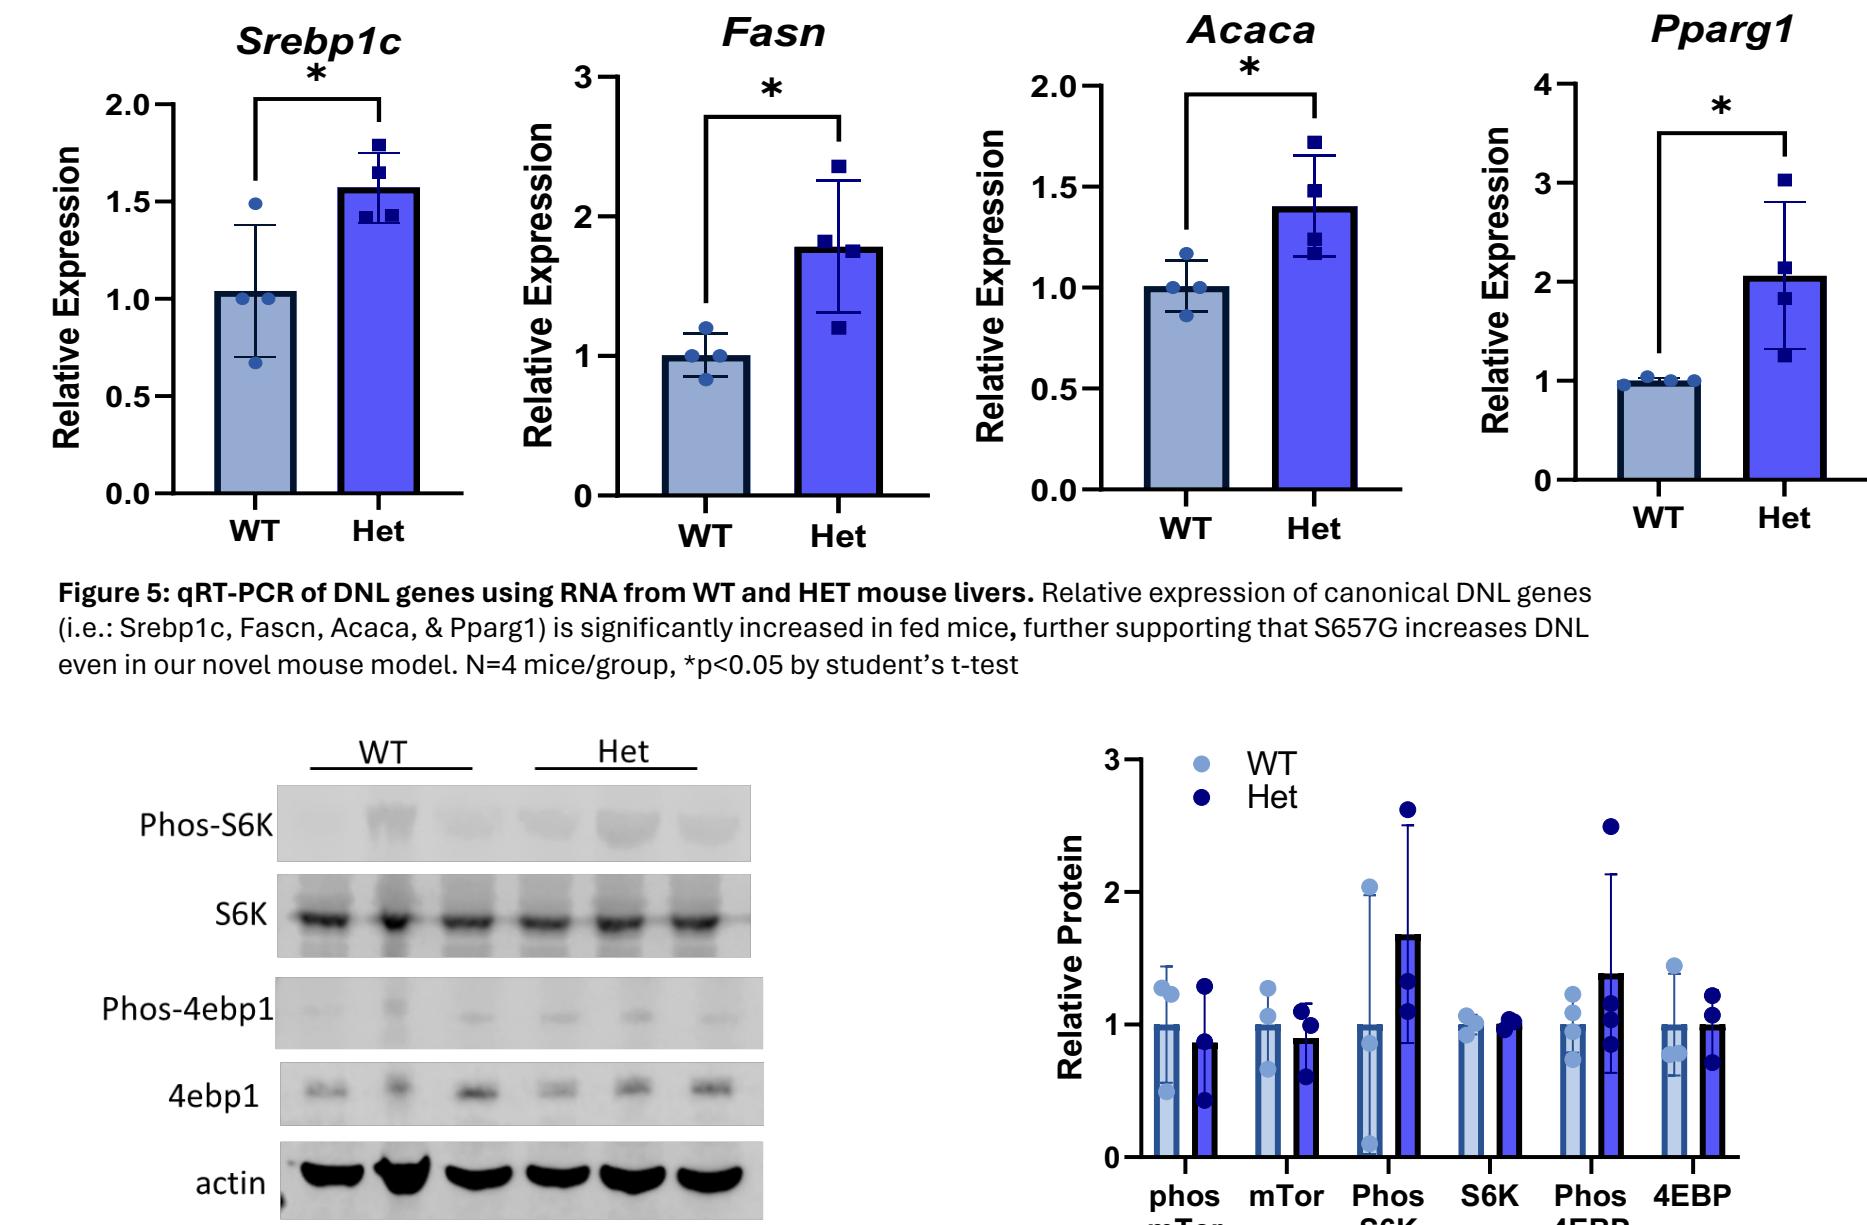 Srebp1c
*
Relative Expression
2.0
1.5
1.0
0.5
0.0
WT Het
Fasn
*
Relative Expression
3
2
1
0
WT Het
Acaca
*
Relative Expression
2.0
1.5
1.0
0.5
0.0
WT Het
Pparg1
*
Relative Expression
4
3
2
1
0
WT Het
Figure 5: qRT-PCR of DNL genes using RNA from WT and HET mouse livers. Relative expression of canonical DNL genes
(i.e.: Srebp1c, Fascn, Acaca, & Pparg1) is significantly increased in fed mice, further supporting that S657G increases DNL
even in our novel mouse model. N=4 mice/group, *p<0.05 by student’s t-test
WT Het
Phos-S6K
S6K
Phos-4ebp1
4ebp1
actin
WT
Het
Relative Protein
3
2
1
0
phos mTor Phos S6K Phos 4EBP
mTor S6K 4EBP